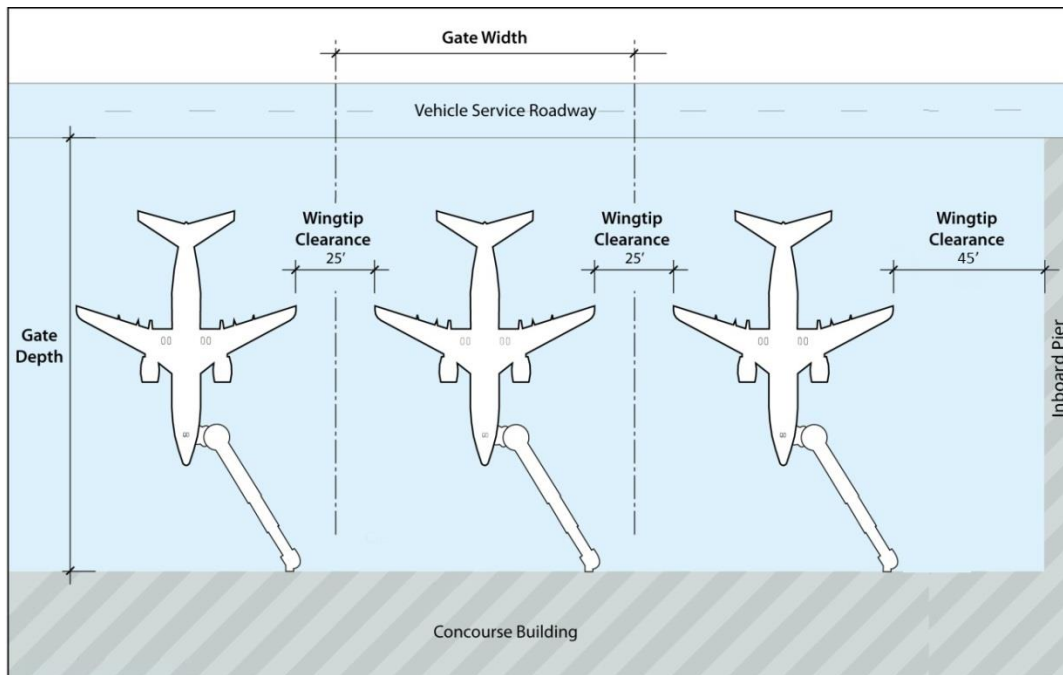 Gate Width
Vehicle Service Roadway
Wingtip
Clearance
25’
Wingtip
Clearance
25’
Wingtip
Clearance
45’
Gate
Depth
Inboard Pier
Concourse Building